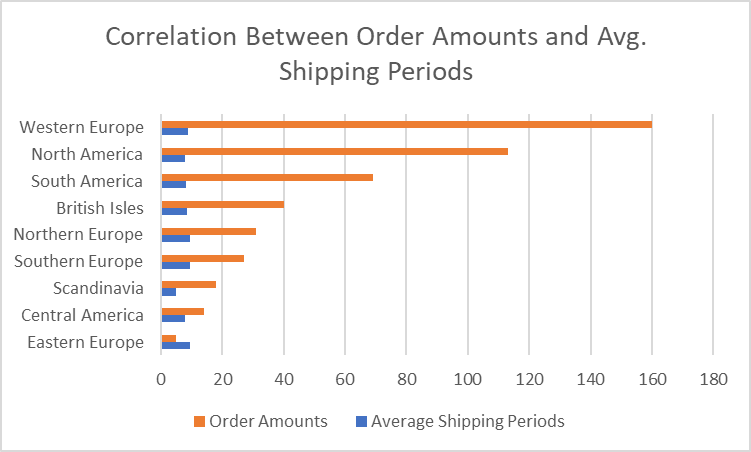 Correlation Between Order Amounts and Avg.
Shipping Periods
Western Europe
North America
South America
British Isles
Northern Europe
Southern Europe
Scandinavia
Central America
Eastern Europe
0 20 40 60 80 100 120 140 160 180
Order Amounts Average Shipping Periods